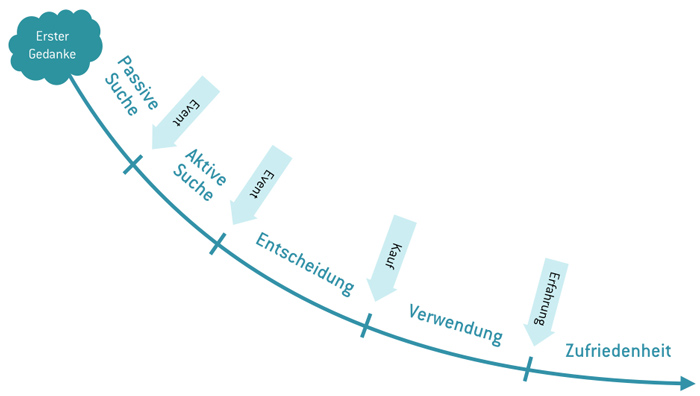 Erster
Gedanke
Passive
Suche
Event
Aktive
Suche
Event
Entscheidung
Kauf
Verwendung
Erfahrung
Zufriedenheit